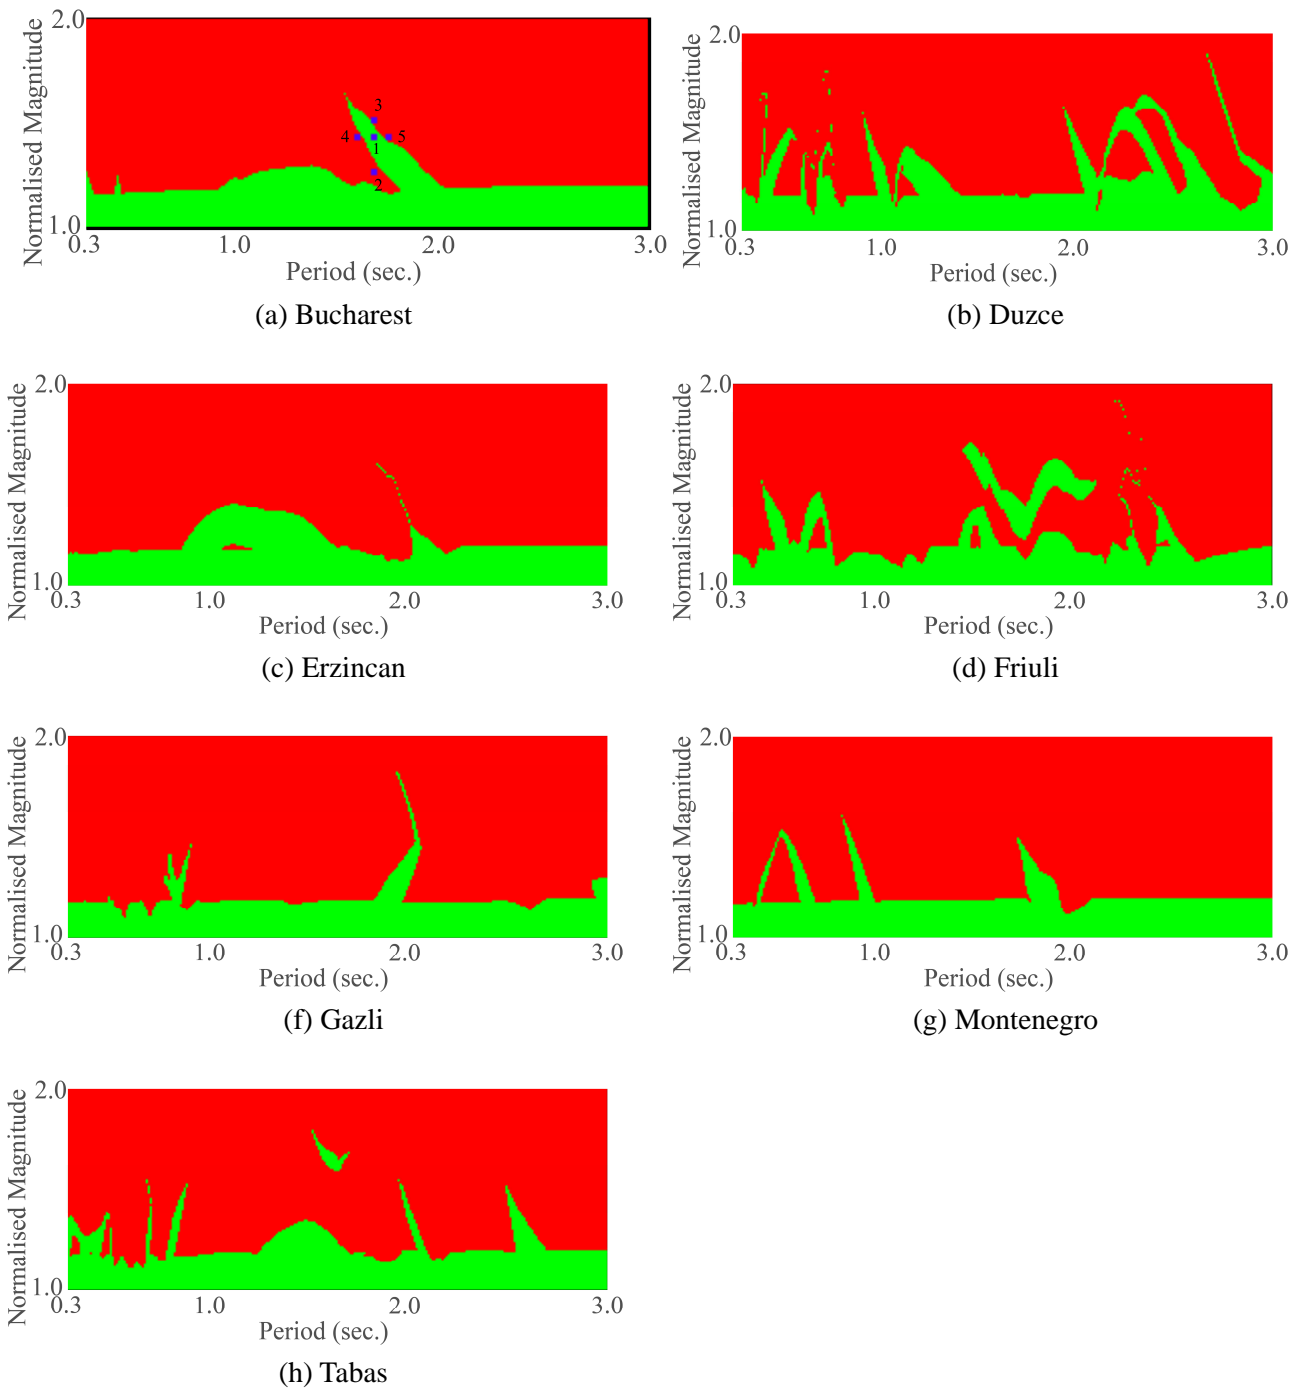 Normalised Magnitude
2.0
3
4
5
1
2
1.0
0.3
1.0
2.0
3.0
Period (sec.)
(a) Bucharest
Normalised Magnitude
2.0
1.0
0.3
1.0
2.0
3.0
Period (sec.)
(b) Duzce
Normalised Magnitude
2.0
1.0
0.3
1.0
2.0
3.0
Period (sec.)
(c) Erzincan
Normalised Magnitude
2.0
1.0
0.3
1.0
2.0
3.0
Period (sec.)
(d) Friuli
Normalised Magnitude
2.0
1.0
0.3
1.0
2.0
3.0
Period (sec.)
(f) Gazli
Normalised Magnitude
2.0
1.0
0.3
1.0
2.0
3.0
Period (sec.)
(g) Montenegro
Normalised Magnitude
2.0
1.0
0.3
1.0
2.0
3.0
Period (sec.)
(h) Tabas